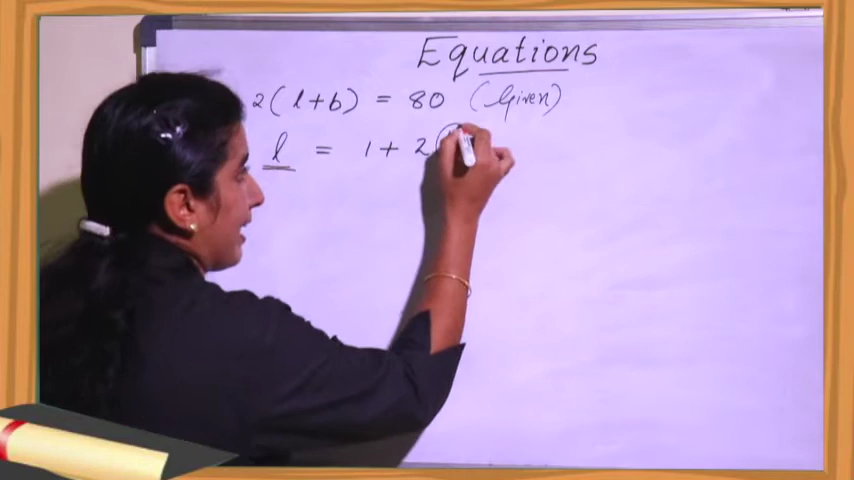 Equations
2(l+b) = 80 (Given)
l = 1+2